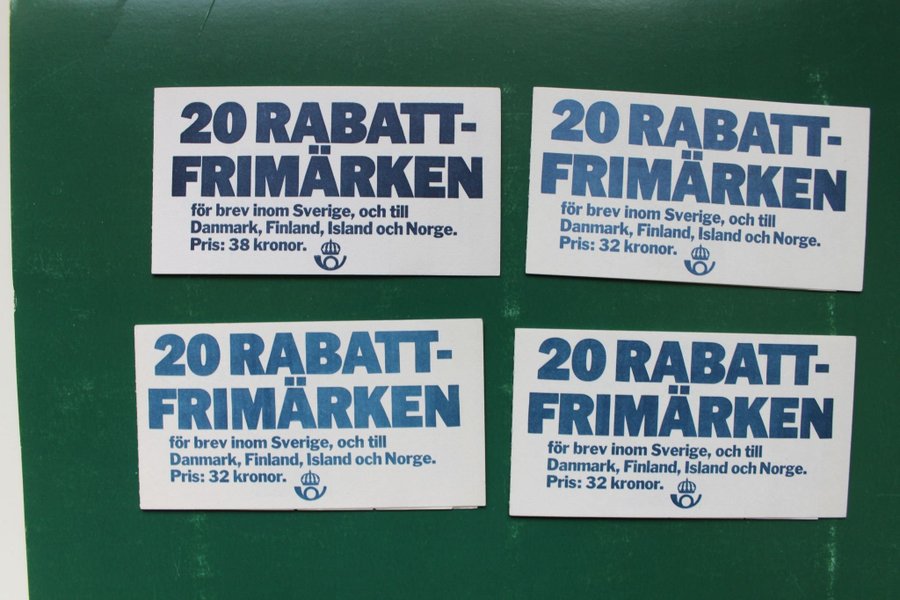 20 RABATT-
FRIMÄRKEN
för brev inom Sverige, och till
Danmark, Finland, Island och Norge.
Pris: 38 kronor.
20 RABATT-
FRIMÄRKEN
för brev inom Sverige, och till
Danmark, Finland, Island och Norge.
Pris: 32 kronor.
20 RABATT-
FRIMÄRKEN
för brev inom Sverige, och till
Danmark, Finland, Island och Norge.
Pris: 32 kronor.
20 RABATT-
FRIMÄRKEN
för brev inom Sverige, och till
Danmark, Finland, Island och Norge.
Pris: 32 kronor.